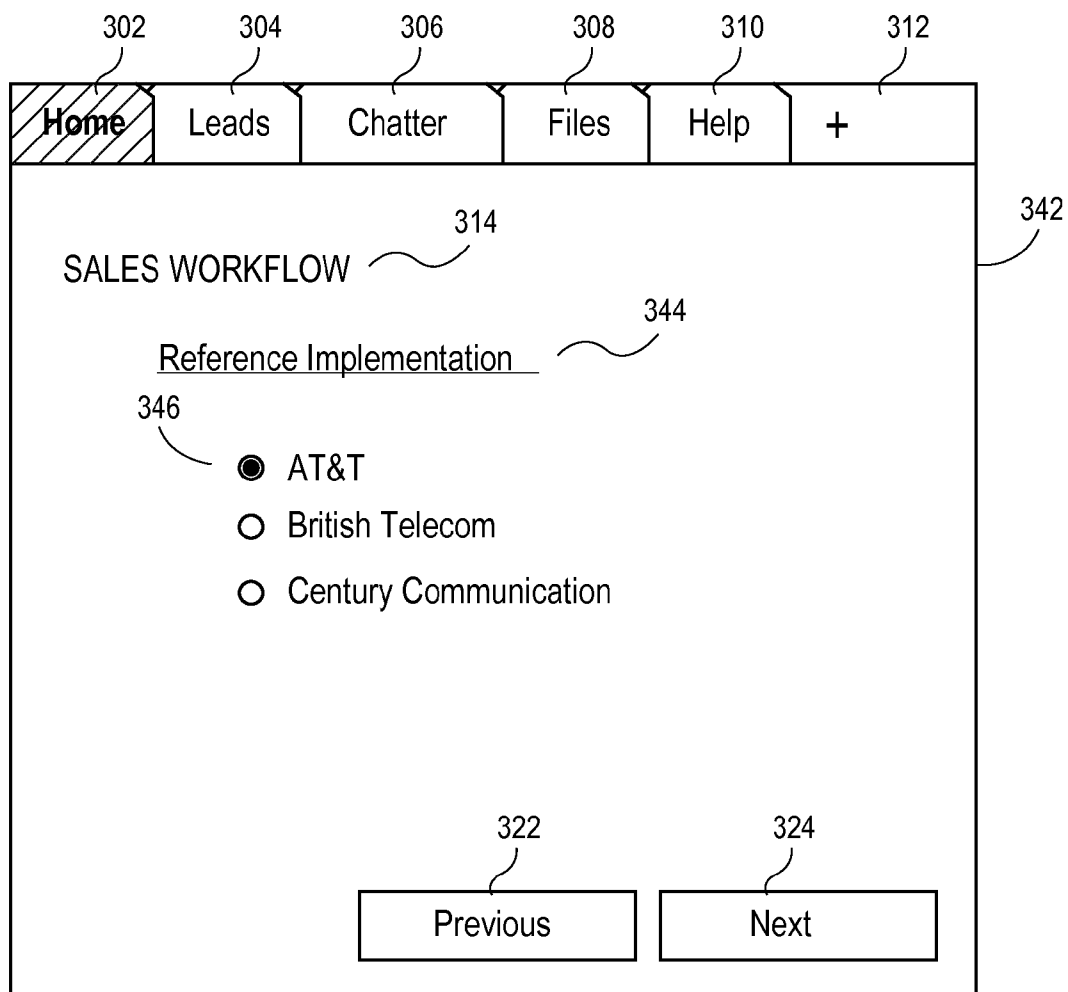 302 304 306 308 310 312
Home Leads Chatter Files Help +
342
314
SALES WORKFLOW
344
Reference Implementation
346
AT&T
British Telecom
Century Communication
322 324
Previous Next